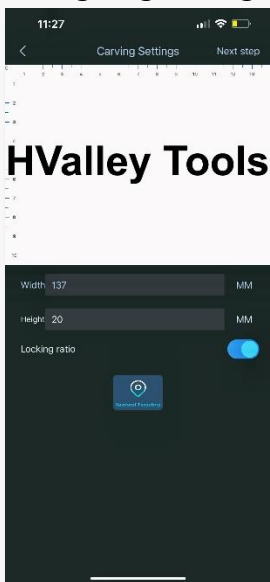 11:27
Carving Settings
Next step
HValley Tools
Width 137 MM
Height 20 MM
Locking ratio